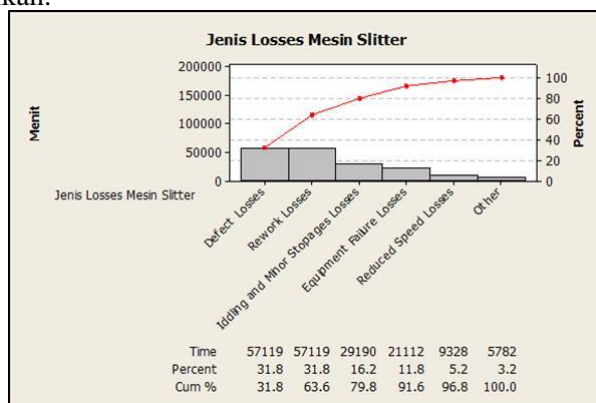 Jenis Losses Mesin Slitter
200000
150000
100000
50000
0
Menit
100
80
60
40
20
0
Percent
Jenis Losses Mesin Slitter
Defect Losses
Rework Losses
Iddling and Minor Stopages Losses
Equipment Failure Losses
Reduced Speed Losses
Other
Time 57119 57119 29190 21112 9328 5782
Percent 31.8 31.8 16.2 11.8 5.2 3.2
Cum % 31.8 63.6 79.8 91.6 96.8 100.0